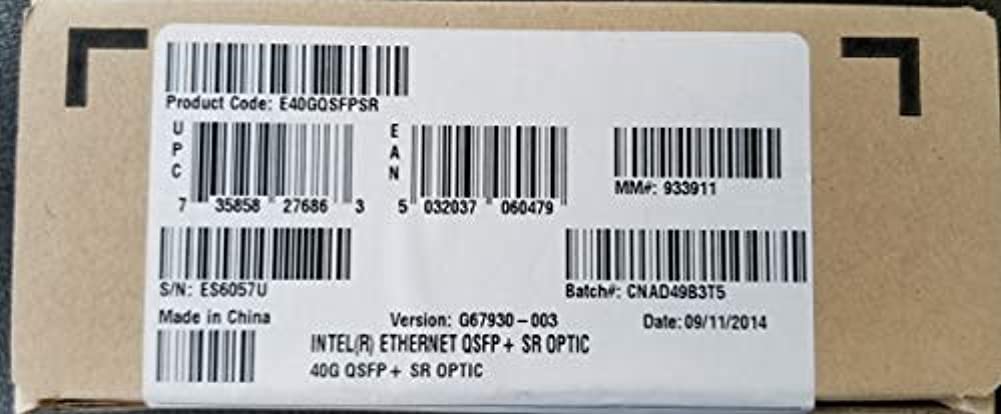 Product Code: E40GQSFPSR
UPC
7 35858 27686 3
EAN
5 032037 060479
MM#: 933911
S/N: ES6057U
Batch#: CNAD49B3T5
Made in China
Version: G67930-003
Date: 09/11/2014
INTEL(R) ETHERNET QSFP+ SR OPTIC
40G QSFP+ SR OPTIC